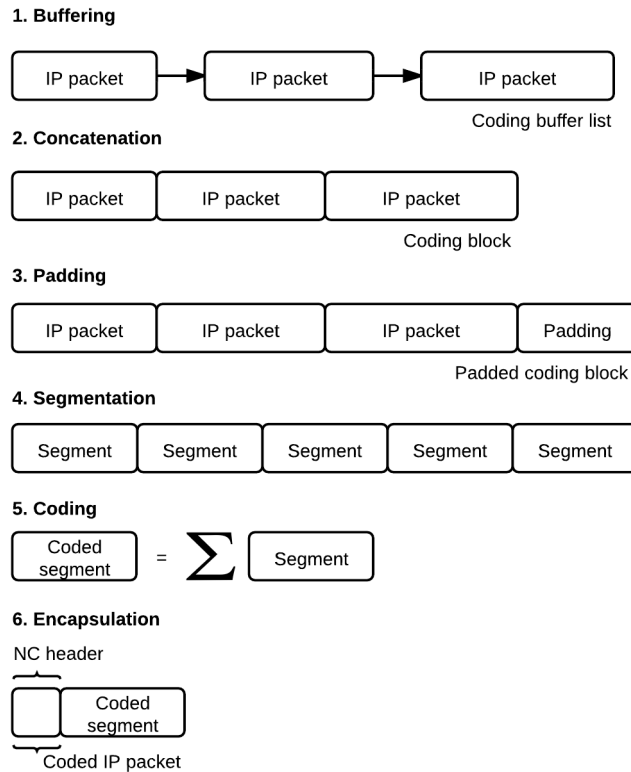 1. Buffering
IP packet IP packet IP packet
Coding buffer list
2. Concatenation
IP packet IP packet IP packet
Coding block
3. Padding
IP packet IP packet IP packet Padding
Padded coding block
4. Segmentation
Segment Segment Segment Segment Segment
5. Coding
Coded
segment = ∑ Segment
6. Encapsulation
NC header
Coded
segment
Coded IP packet